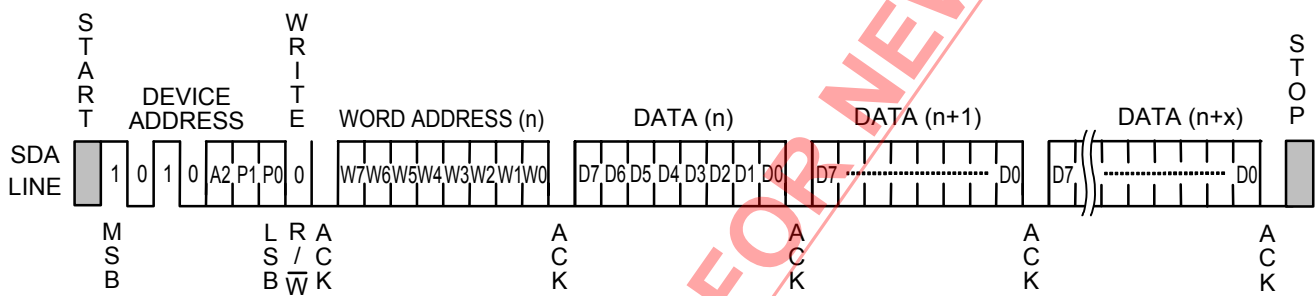 START
WRITE
STOP
DEVICE
ADDRESS
WORD ADDRESS (n)
DATA (n)
DATA (n+1)
DATA (n+x)
SDA
LINE
1 0 1 0 A2 P1 P0 0
W7 W6 W5 W4 W3 W2 W1 W0
D7 D6 D5 D4 D3 D2 D1 D0
D7 D0
D7 D0
MSB
LSB
R/W
ACK
ACK
ACK
ACK
ACK
FOR NEW